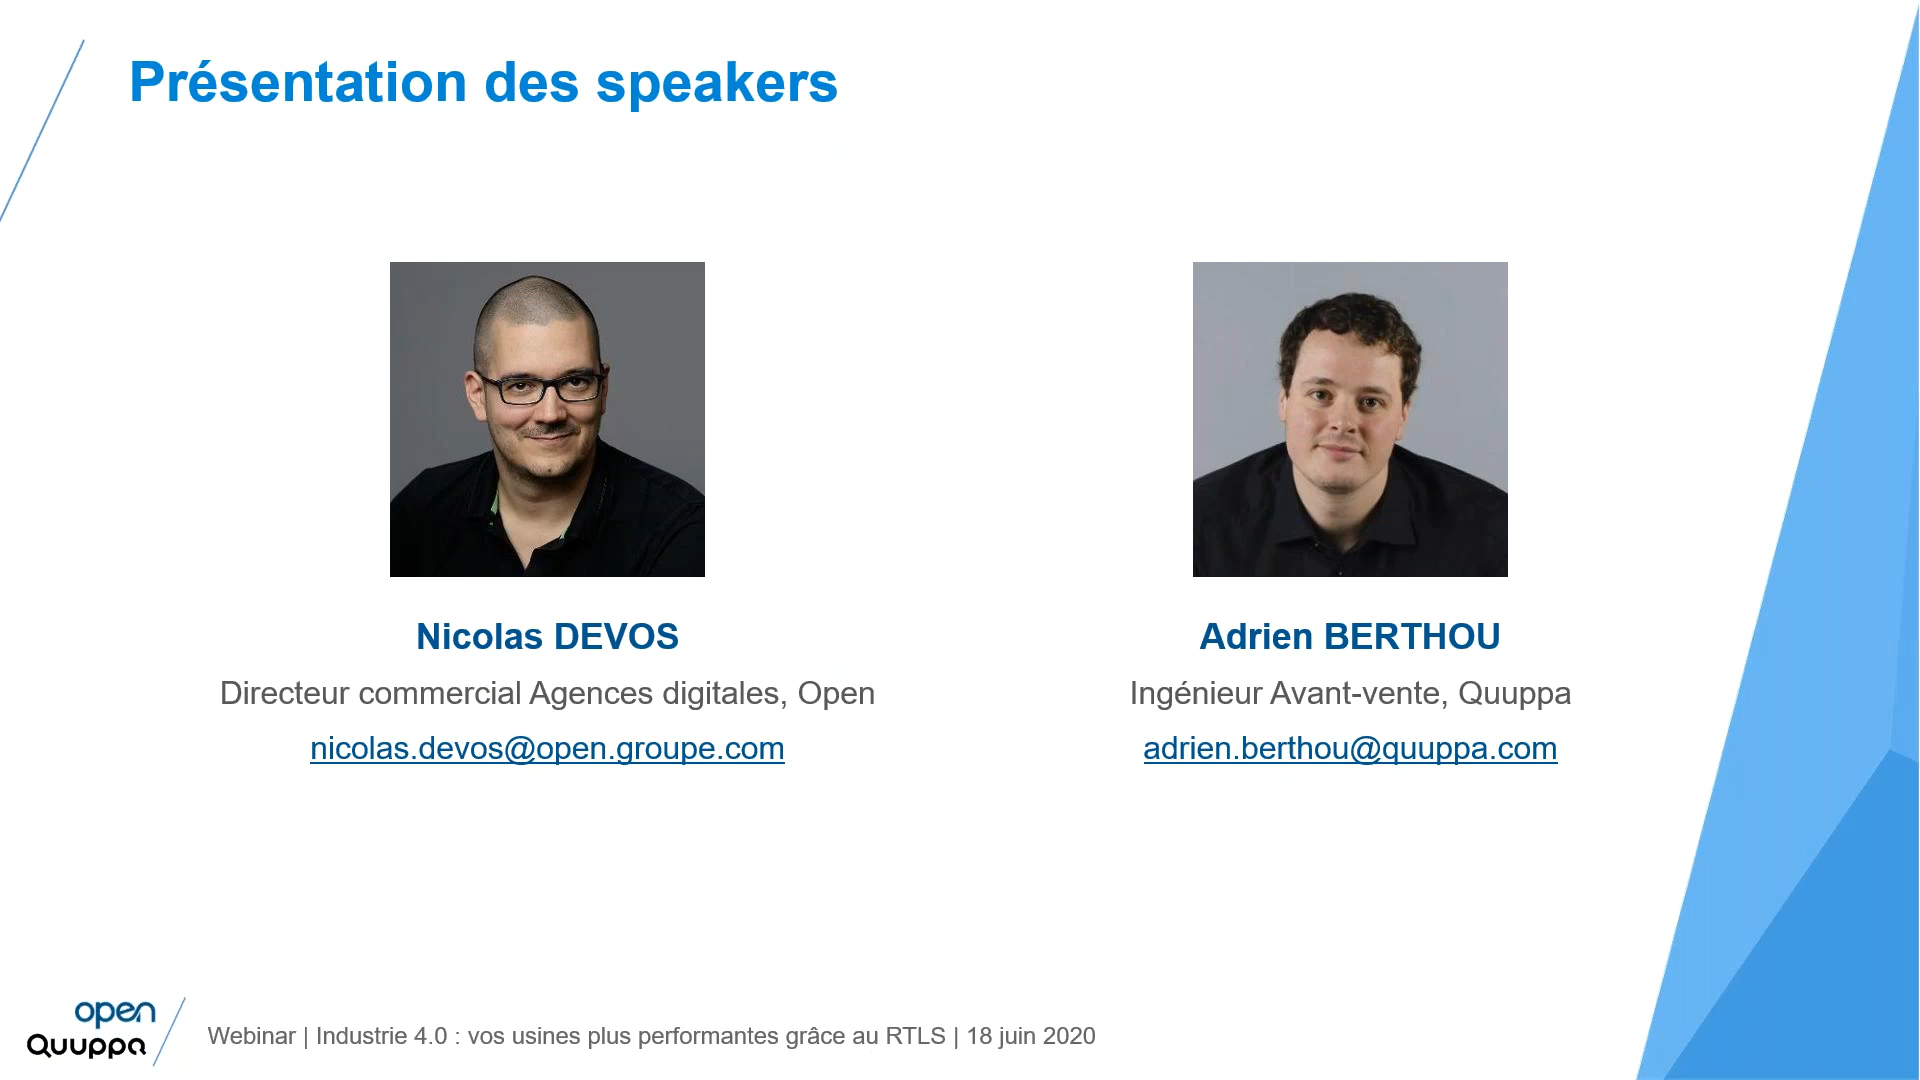 Présentation des speakers
Nicolas DEVOS
Directeur commercial Agences digitales, Open
nicolas.devos@open.groupe.com
Adrien BERTHOU
Ingénieur Avant-vente, Quuppa
adrien.berthou@quuppa.com
open
Quuppa
Webinar | Industrie 4.0 : vos usines plus performantes grâce au RTLS | 18 juin 2020